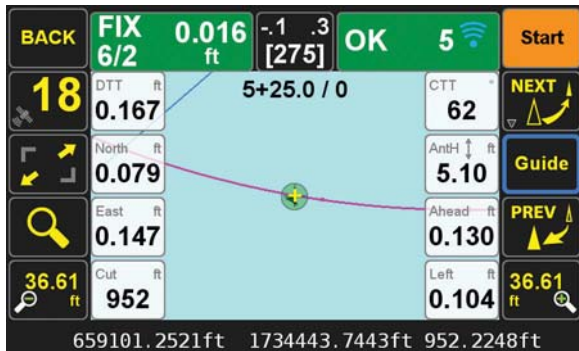 BACK
FIX 0.016
6/2 ft
-.1 .3
[275]
OK 5
Start
18
DTT ft
0.167
5+25.0 / 0
CTT °
62
NEXT
North ft
0.079
AntH ft
5.10
Guide
East ft
0.147
Ahead ft
0.130
PREV
36.61
ft
Cut ft
952
Left ft
0.104
36.61
ft
659101.2521ft 1734443.7443ft 952.2248ft